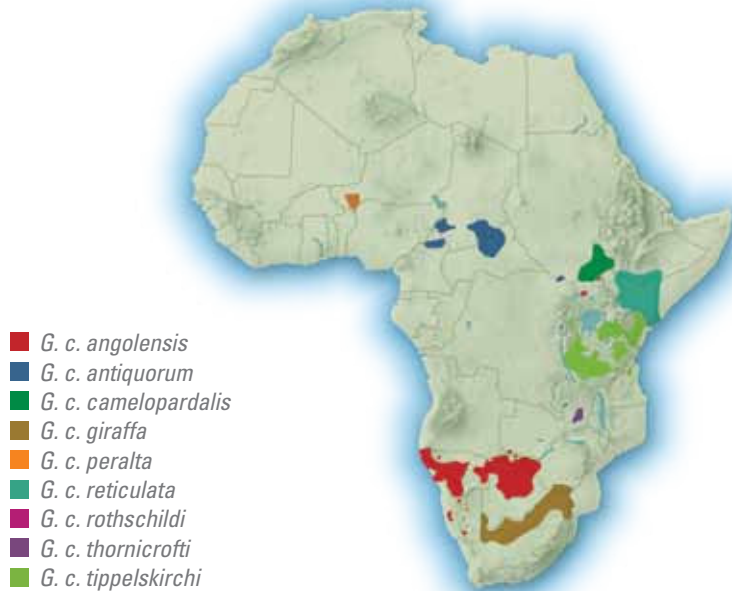 G. c. angolensis
G. c. antiquorum
G. c. camelopardalis
G. c. giraffa
G. c. peralta
G. c. reticulata
G. c. rothschildi
G. c. thornicrofti
G. c. tippelskirchi